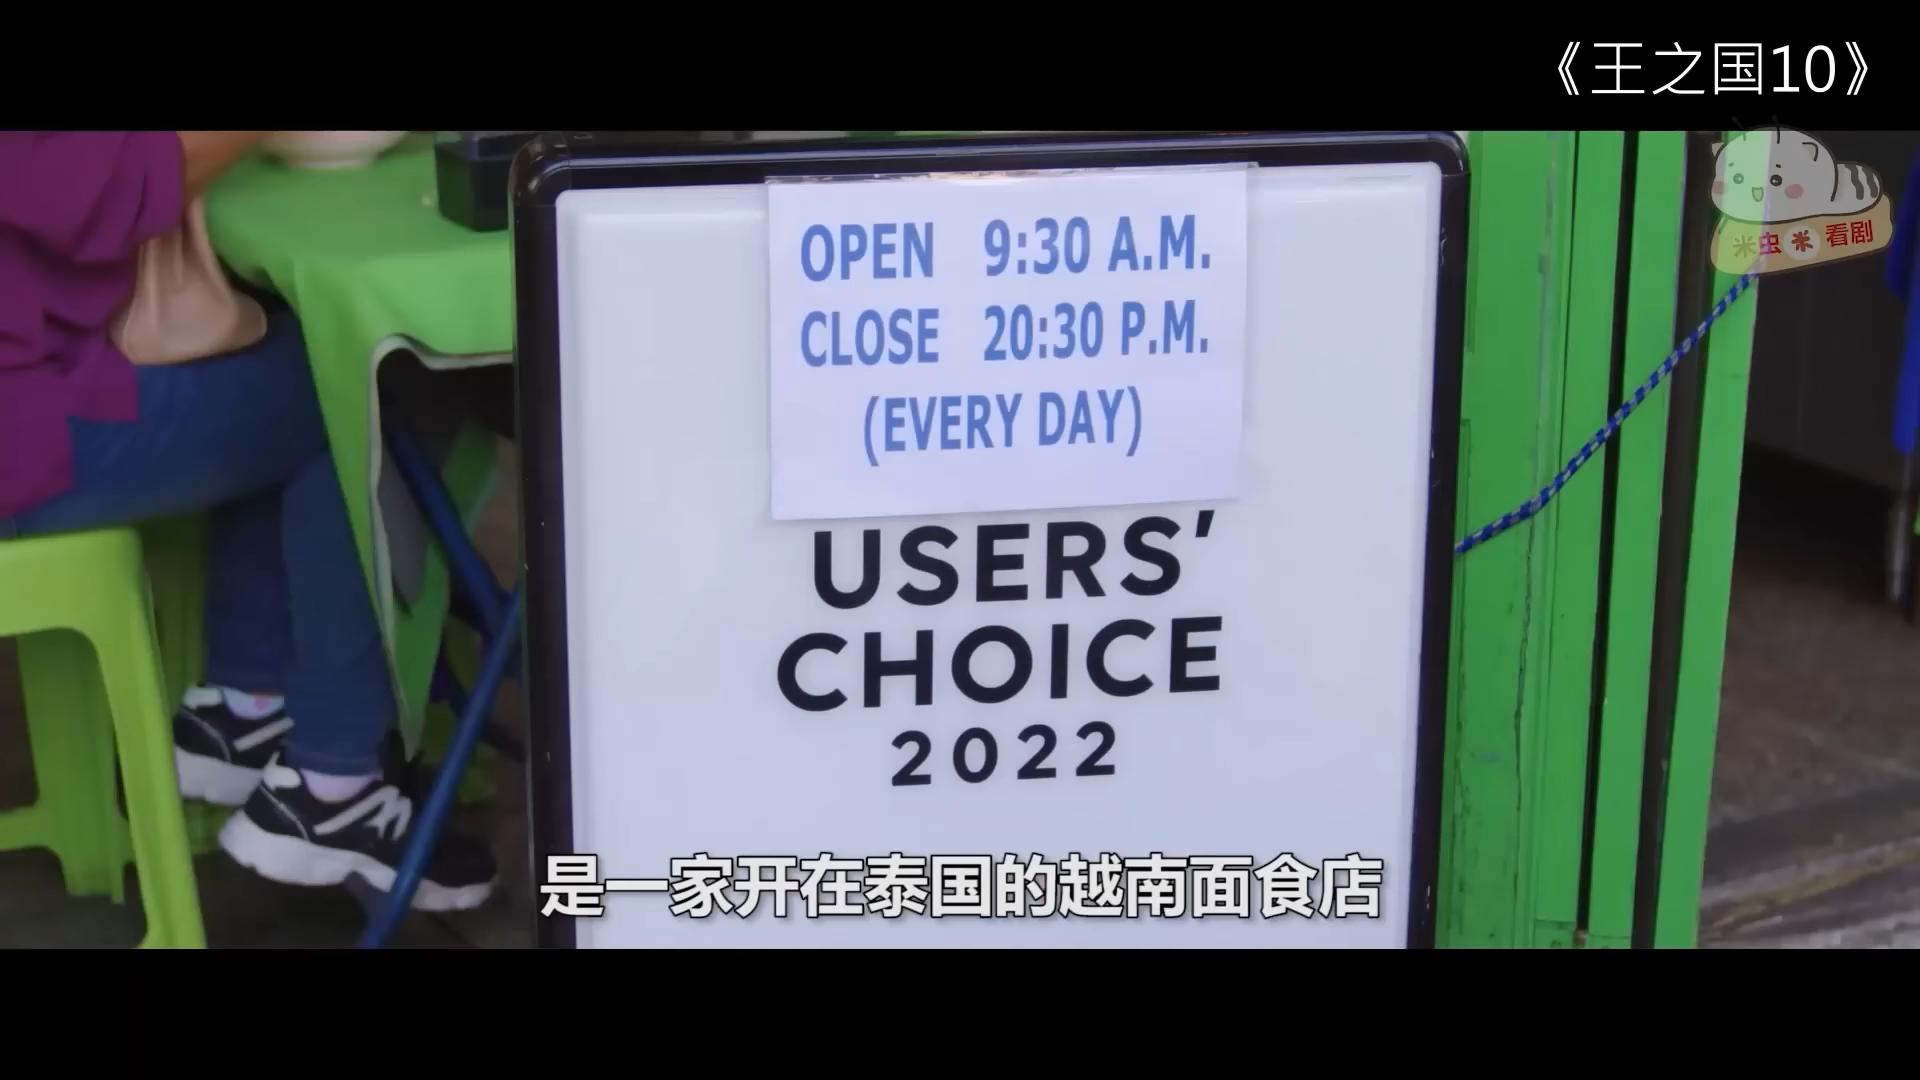 《王之国10》
米虫米看剧
OPEN 9:30 A.M.
CLOSE 20:30 P.M.
(EVERY DAY)
USERS'
CHOICE
2022
是一家开在泰国的越南面食店